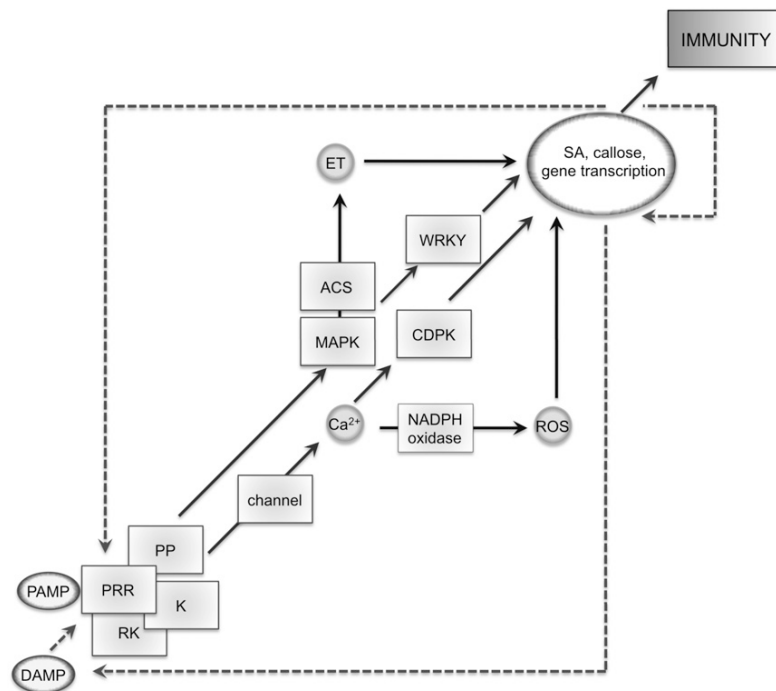 IMMUNITY
ET
SA, callose,
gene transcription
WRKY
ACS
MAPK
CDPK
Ca²⁺
NADPH
oxidase
ROS
channel
PP
PAMP
PRR
K
RK
DAMP